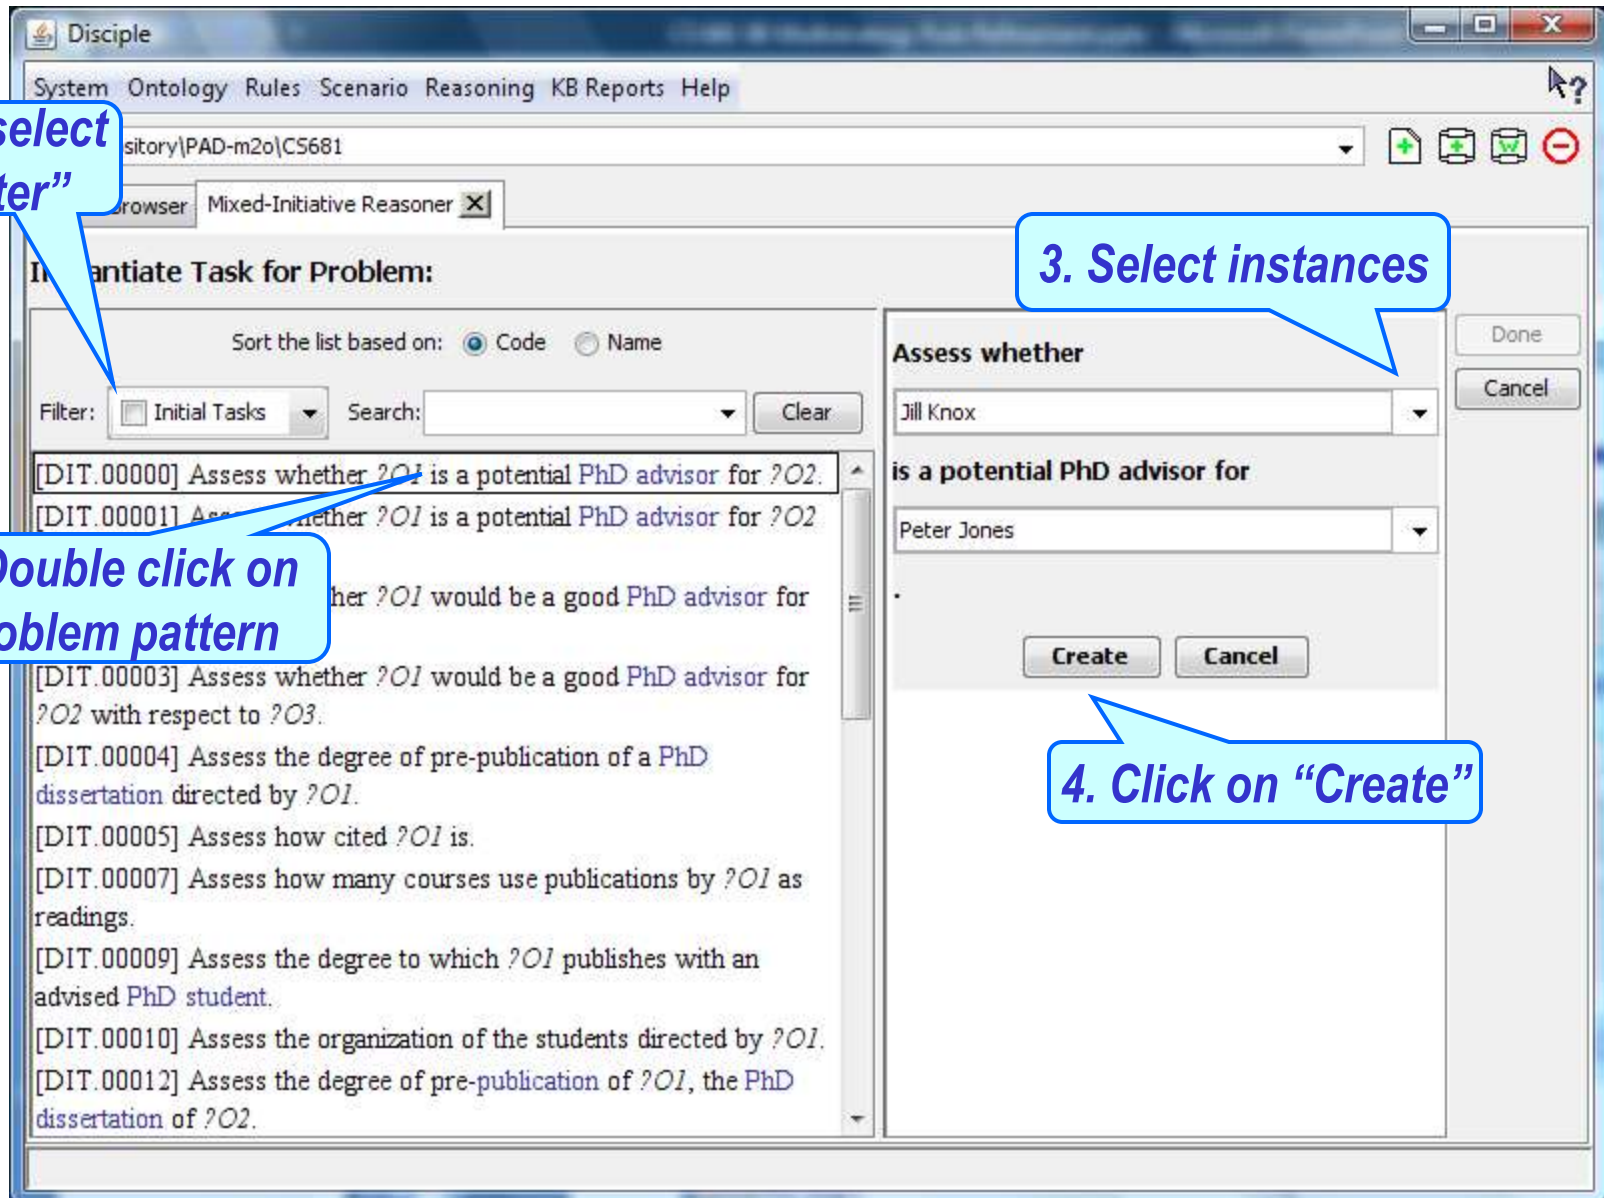 Disciple
System Ontology Rules Scenario Reasoning KB Reports Help
select
ter”
sitory\PAD-m2o\CS681
Browser Mixed-Initiative Reasoner
antiate Task for Problem:
3. Select instances
Sort the list based on: Code Name
Filter: Initial Tasks Search: Clear
[DIT.00000] Assess whether ?O1 is a potential PhD advisor for ?O2.
[DIT.00001] Assess whether ?O1 is a potential PhD advisor for ?O2
Double click on
oblem pattern
her ?O1 would be a good PhD advisor for
[DIT.00003] Assess whether ?O1 would be a good PhD advisor for
?O2 with respect to ?O3.
[DIT.00004] Assess the degree of pre-publication of a PhD
dissertation directed by ?O1.
[DIT.00005] Assess how cited ?O1 is.
[DIT.00007] Assess how many courses use publications by ?O1 as
readings.
[DIT.00009] Assess the degree to which ?O1 publishes with an
advised PhD student.
[DIT.00010] Assess the organization of the students directed by ?O1.
[DIT.00012] Assess the degree of pre-publication of ?O1, the PhD
dissertation of ?O2.
Assess whether
Jill Knox
is a potential PhD advisor for
Peter Jones
.
Create Cancel
4. Click on “Create”
Done
Cancel